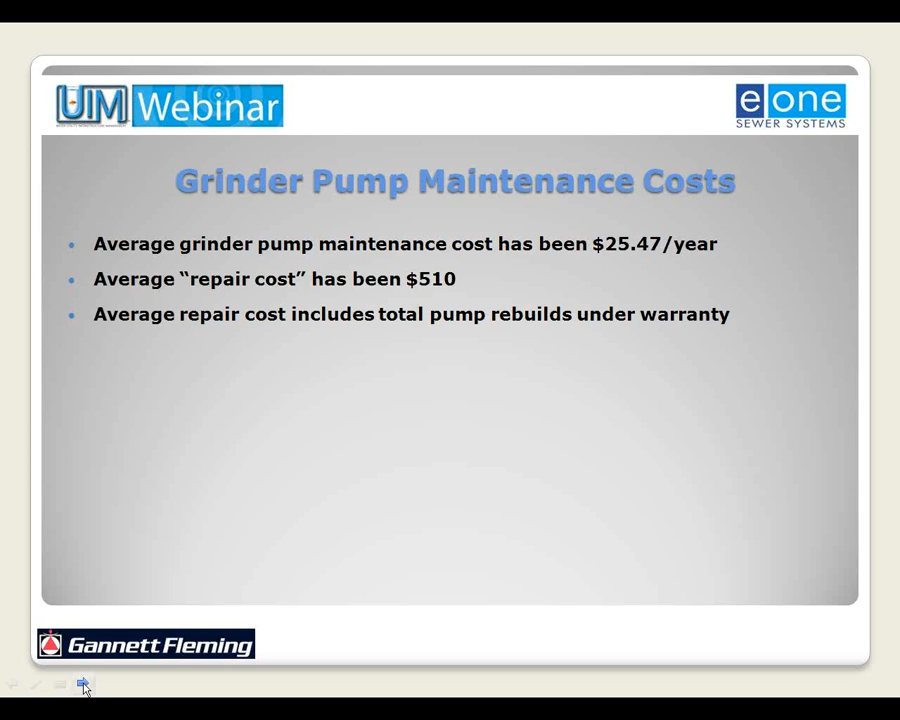 UIM Webinar
e one
SEWER SYSTEMS
Grinder Pump Maintenance Costs
• Average grinder pump maintenance cost has been $25.47/year
• Average “repair cost” has been $510
• Average repair cost includes total pump rebuilds under warranty
Gannett Fleming